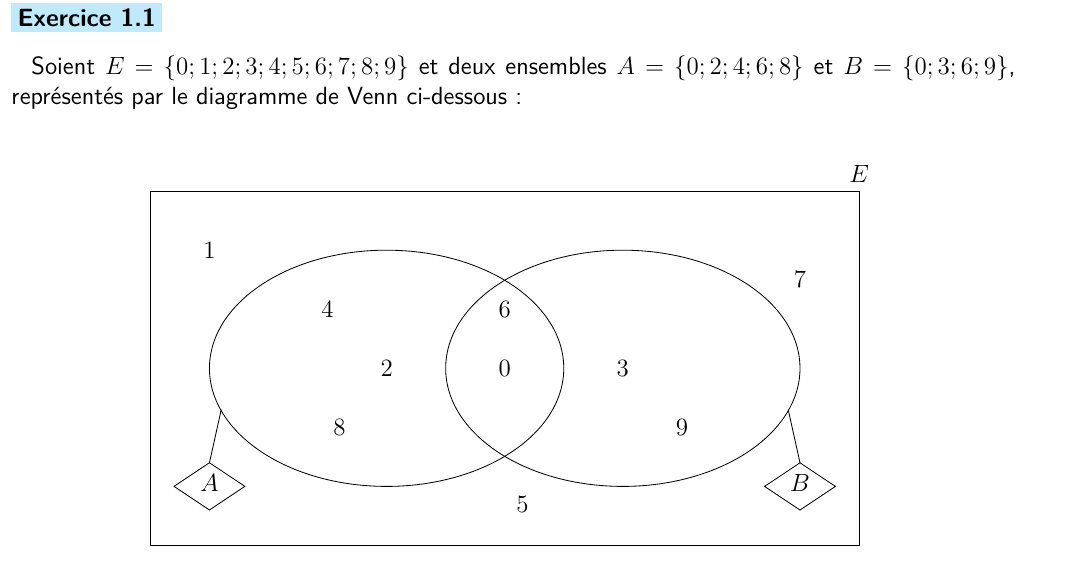 Exercice 1.1
Soient E = {0; 1; 2; 3; 4; 5; 6; 7; 8; 9} et deux ensembles A = {0; 2; 4; 6; 8} et B = {0; 3; 6; 9},
représentés par le diagramme de Venn ci-dessous :
E
1
7
4
6
2
0
3
8
9
A
B
5